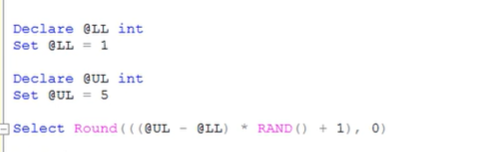 Declare @LL int
Set @LL = 1
Declare @UL int
Set @UL = 5
Select Round(((@UL - @LL) * RAND() + 1), 0)